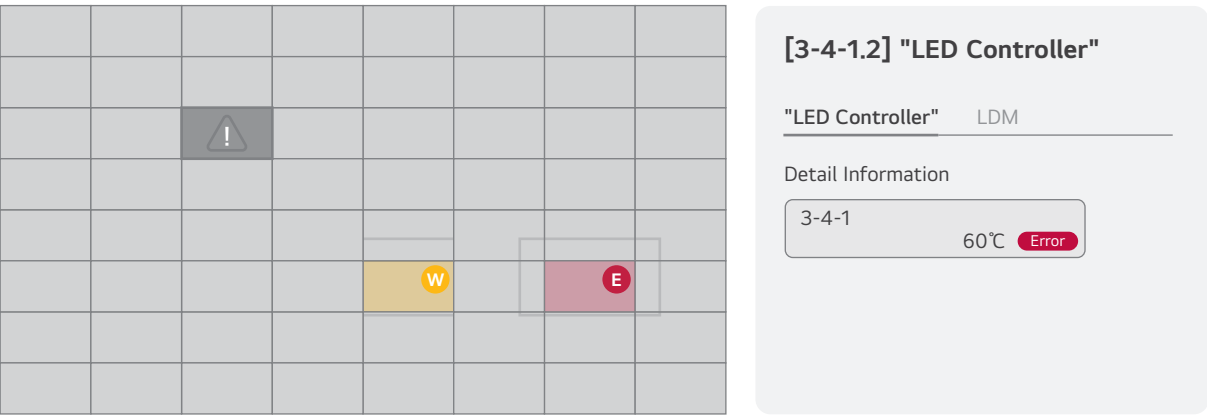 !
W
E
[3-4-1.2] "LED Controller"
"LED Controller" LDM
Detail Information
3-4-1
60℃ Error